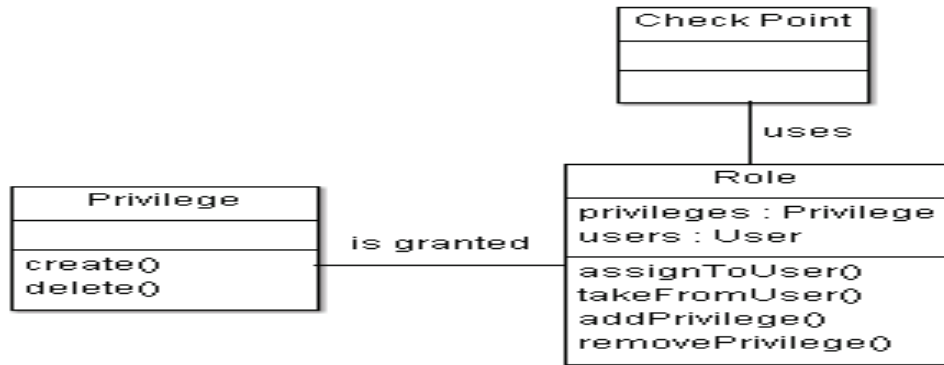 Check Point
uses
Privilege
create()
delete()
is granted
Role
privileges : Privilege
users : User
assignToUser()
takeFromUser()
addPrivilege()
removePrivilege()